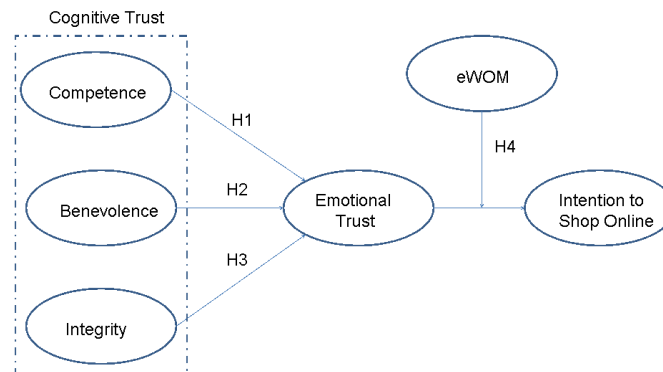 Cognitive Trust
Competence
eWOM
H1
H4
Benevolence
H2
Emotional
Trust
Intention to
Shop Online
H3
Integrity